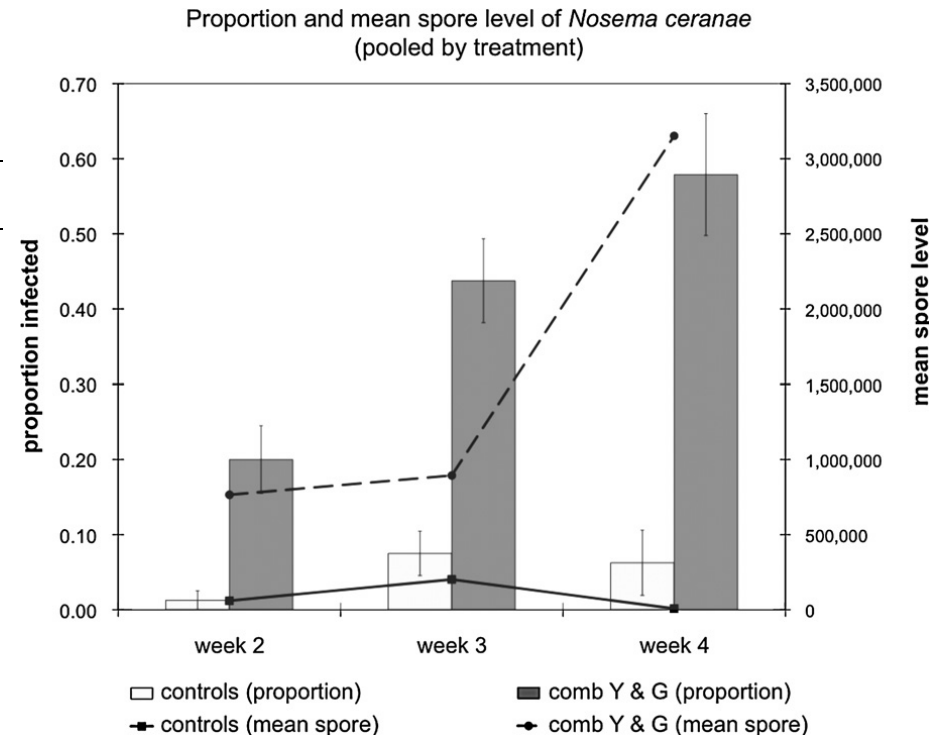 Proportion and mean spore level of Nosema ceranae
(pooled by treatment)
0.70
0.60
0.50
0.40
0.30
0.20
0.10
0.00
proportion infected
3,500,000
3,000,000
2,500,000
2,000,000
1,500,000
1,000,000
500,000
0
mean spore level
week 2 week 3 week 4
controls (proportion) comb Y & G (proportion)
controls (mean spore) comb Y & G (mean spore)